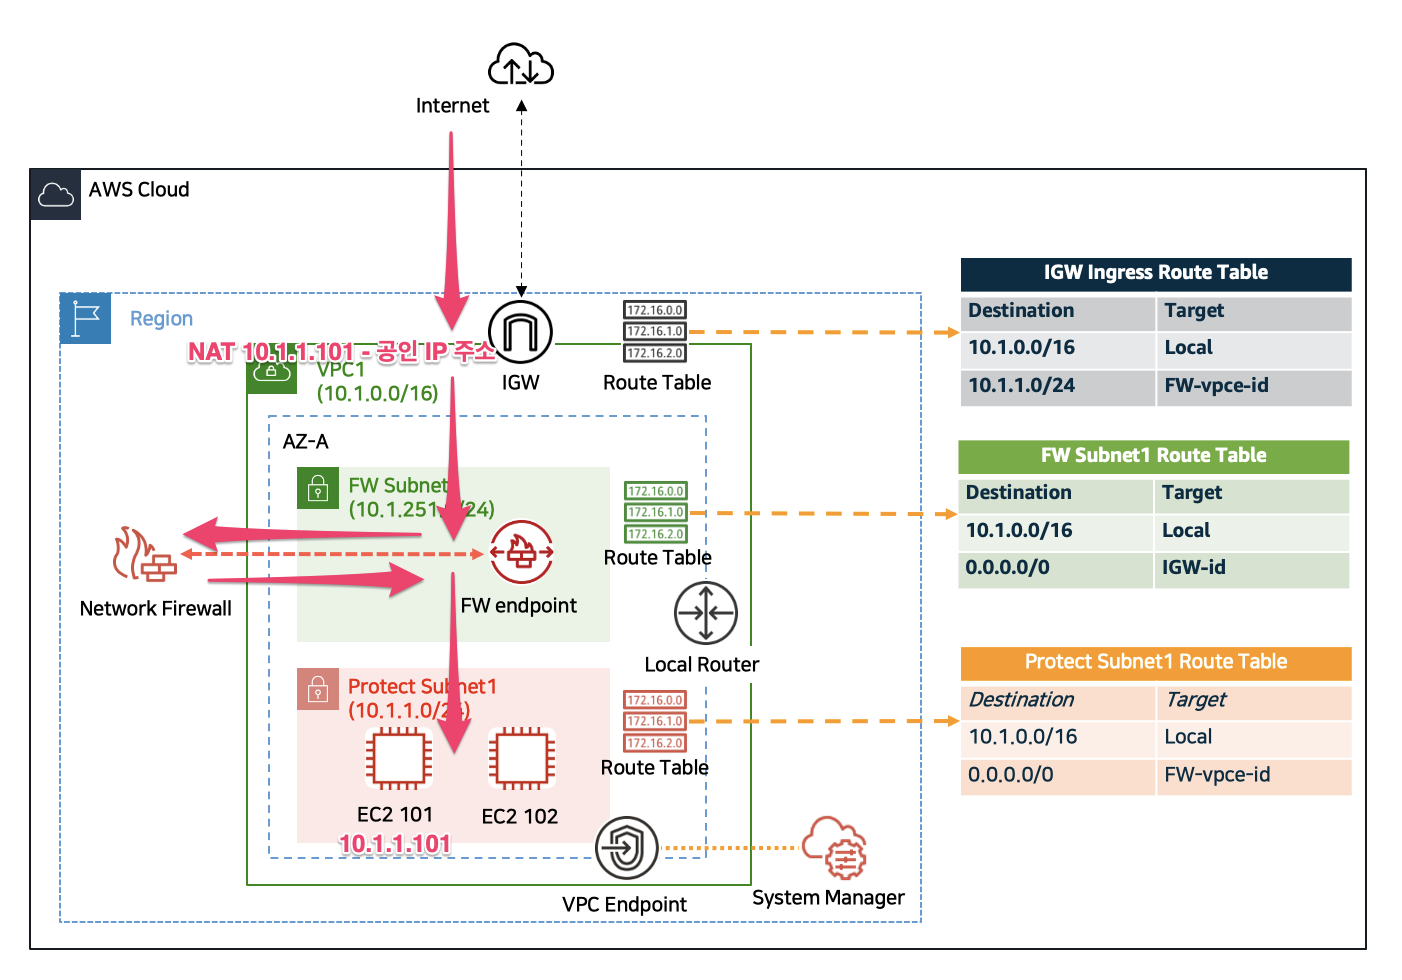 Internet
AWS Cloud
Region
NAT 10.1.1.101 - 공인 IP 주소
VPC1
(10.1.0.0/16)
IGW
172.16.0.0
172.16.1.0
172.16.2.0
Route Table
IGW Ingress Route Table
Destination Target
10.1.0.0/16 Local
10.1.1.0/24 FW-vpce-id
AZ-A
FW Subnet
(10.1.251. /24)
172.16.0.0
172.16.1.0
172.16.2.0
Route Table
FW Subnet1 Route Table
Destination Target
10.1.0.0/16 Local
0.0.0.0/0 IGW-id
Network Firewall
FW endpoint
Local Router
Protect Subnet1
(10.1.1.0/24)
172.16.0.0
172.16.1.0
172.16.2.0
Route Table
Protect Subnet1 Route Table
Destination Target
10.1.0.0/16 Local
0.0.0.0/0 FW-vpce-id
EC2 101
10.1.1.101
EC2 102
VPC Endpoint
System Manager